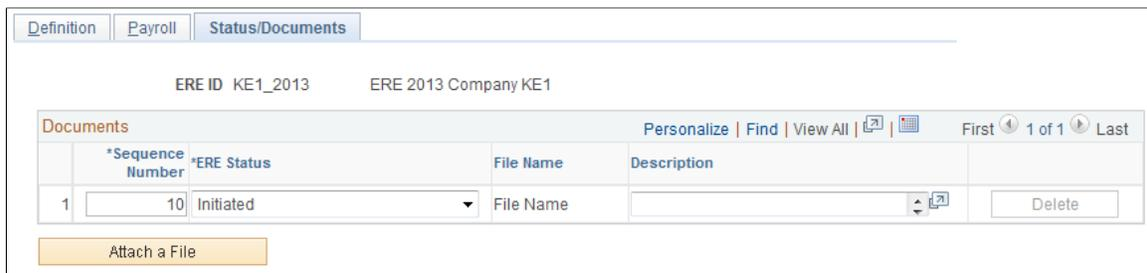 Definition Payroll Status/Documents
ERE ID KE1_2013 ERE 2013 Company KE1
Documents Personalize | Find | View All | | First 1 of 1 Last
*Sequence Number *ERE Status File Name Description
1 10 Initiated File Name Delete
Attach a File